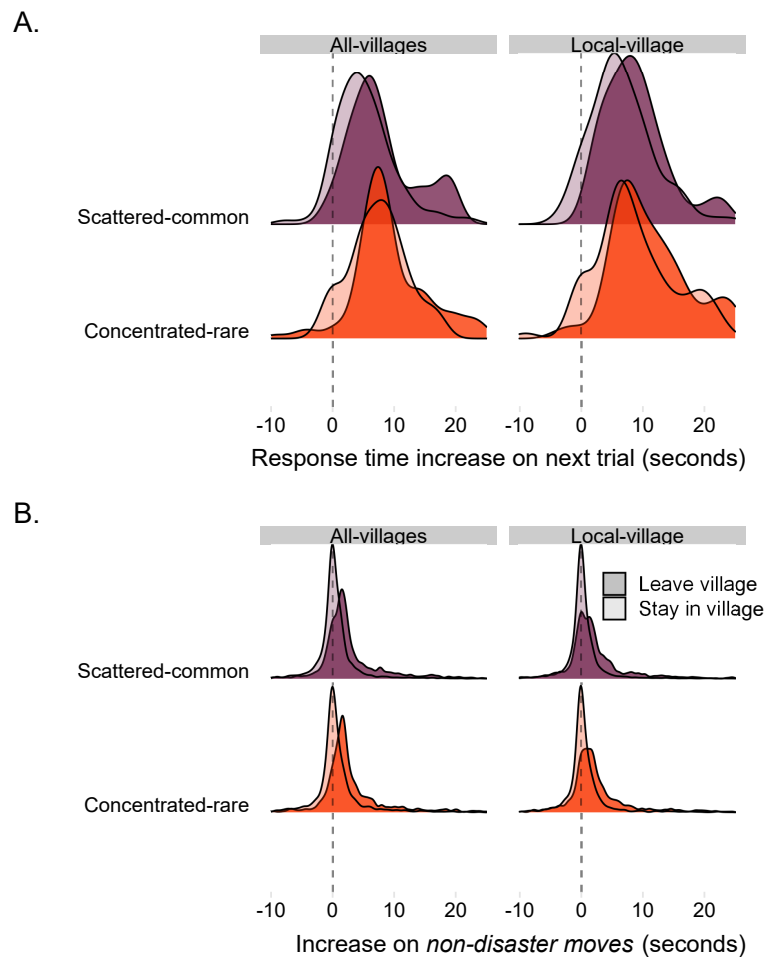 A.
All-villages Local-village
Scattered-common
Concentrated-rare
-10 0 10 20 -10 0 10 20
Response time increase on next trial (seconds)
B.
All-villages Local-village
Leave village
Stay in village
Scattered-common
Concentrated-rare
-10 0 10 20 -10 0 10 20
Increase on non-disaster moves (seconds)